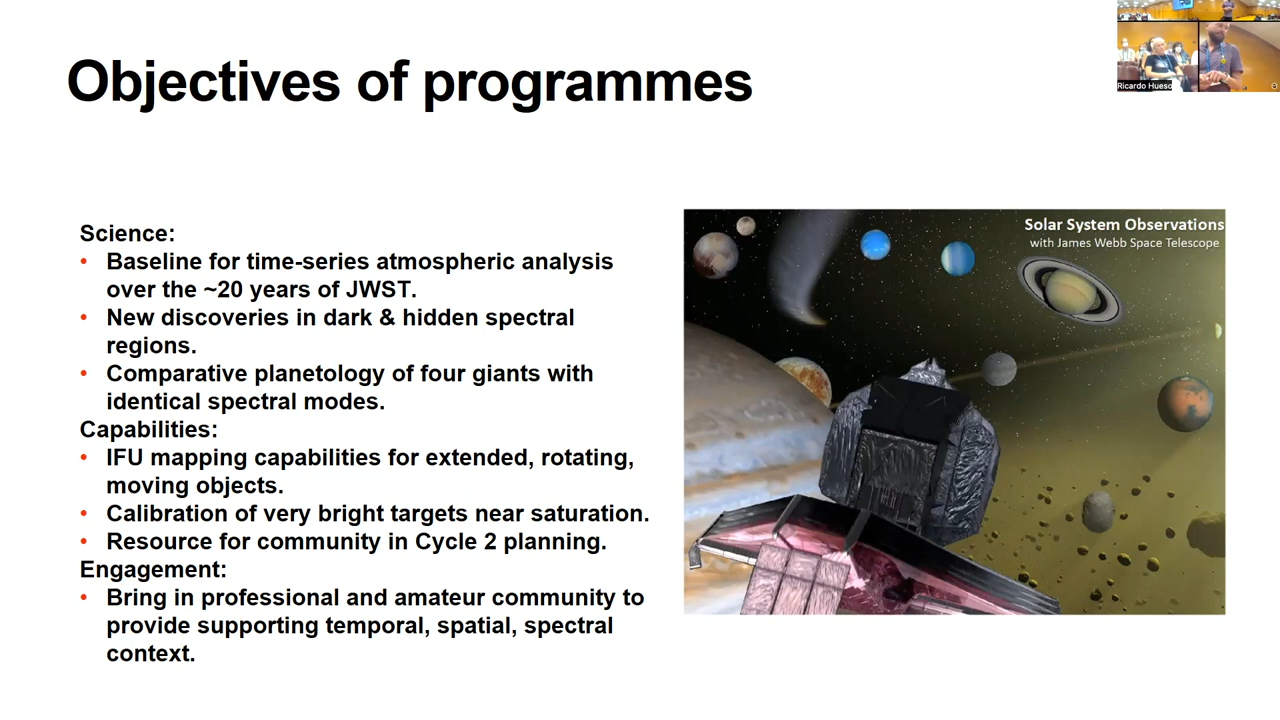 Objectives of programmes
Ricardo Hueso
Science:
• Baseline for time-series atmospheric analysis
over the ~20 years of JWST.
• New discoveries in dark & hidden spectral
regions.
• Comparative planetology of four giants with
identical spectral modes.
Capabilities:
• IFU mapping capabilities for extended, rotating,
moving objects.
• Calibration of very bright targets near saturation.
• Resource for community in Cycle 2 planning.
Engagement:
• Bring in professional and amateur community to
provide supporting temporal, spatial, spectral
context.
Solar System Observations
with James Webb Space Telescope